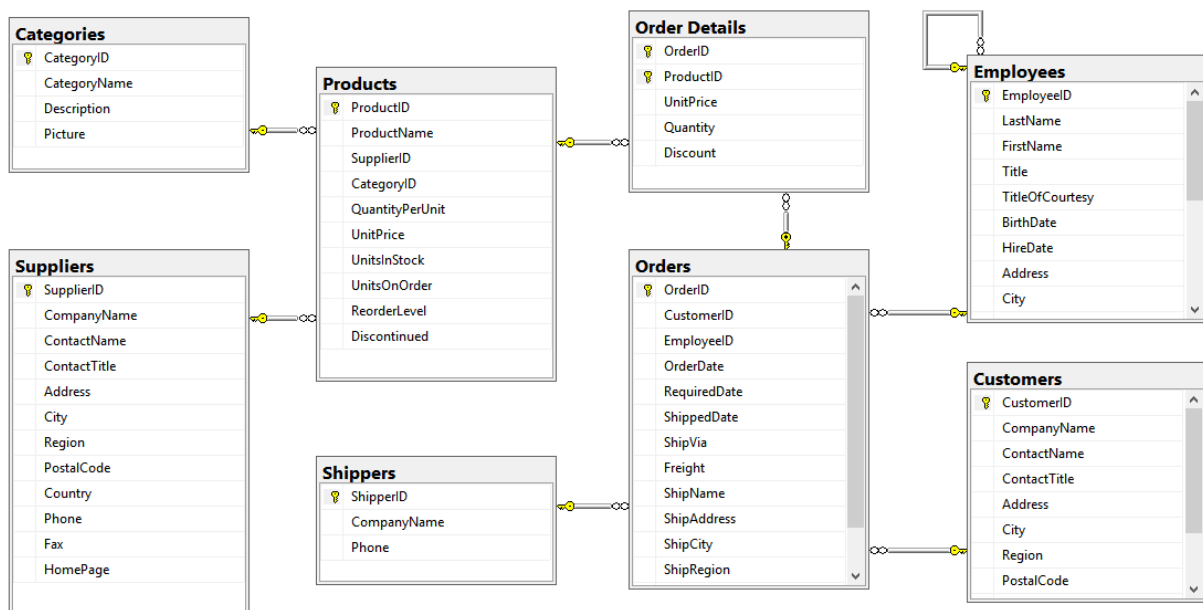 Categories
CategoryID
CategoryName
Description
Picture
Products
ProductID
ProductName
SupplierID
CategoryID
QuantityPerUnit
UnitPrice
UnitsInStock
UnitsOnOrder
ReorderLevel
Discontinued
Order Details
OrderID
ProductID
UnitPrice
Quantity
Discount
Employees
EmployeeID
LastName
FirstName
Title
TitleOfCourtesy
BirthDate
HireDate
Address
City
Suppliers
SupplierID
CompanyName
ContactName
ContactTitle
Address
City
Region
PostalCode
Country
Phone
Fax
HomePage
Shippers
ShipperID
CompanyName
Phone
Orders
OrderID
CustomerID
EmployeeID
OrderDate
RequiredDate
ShippedDate
ShipVia
Freight
ShipName
ShipAddress
ShipCity
ShipRegion
Customers
CustomerID
CompanyName
ContactName
ContactTitle
Address
City
Region
PostalCode